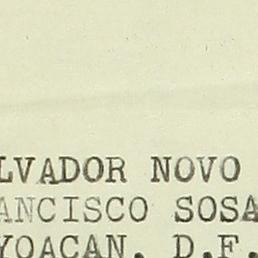 LVADOR NOVO
ANCISCO SOSA
YOACAN. D.F.